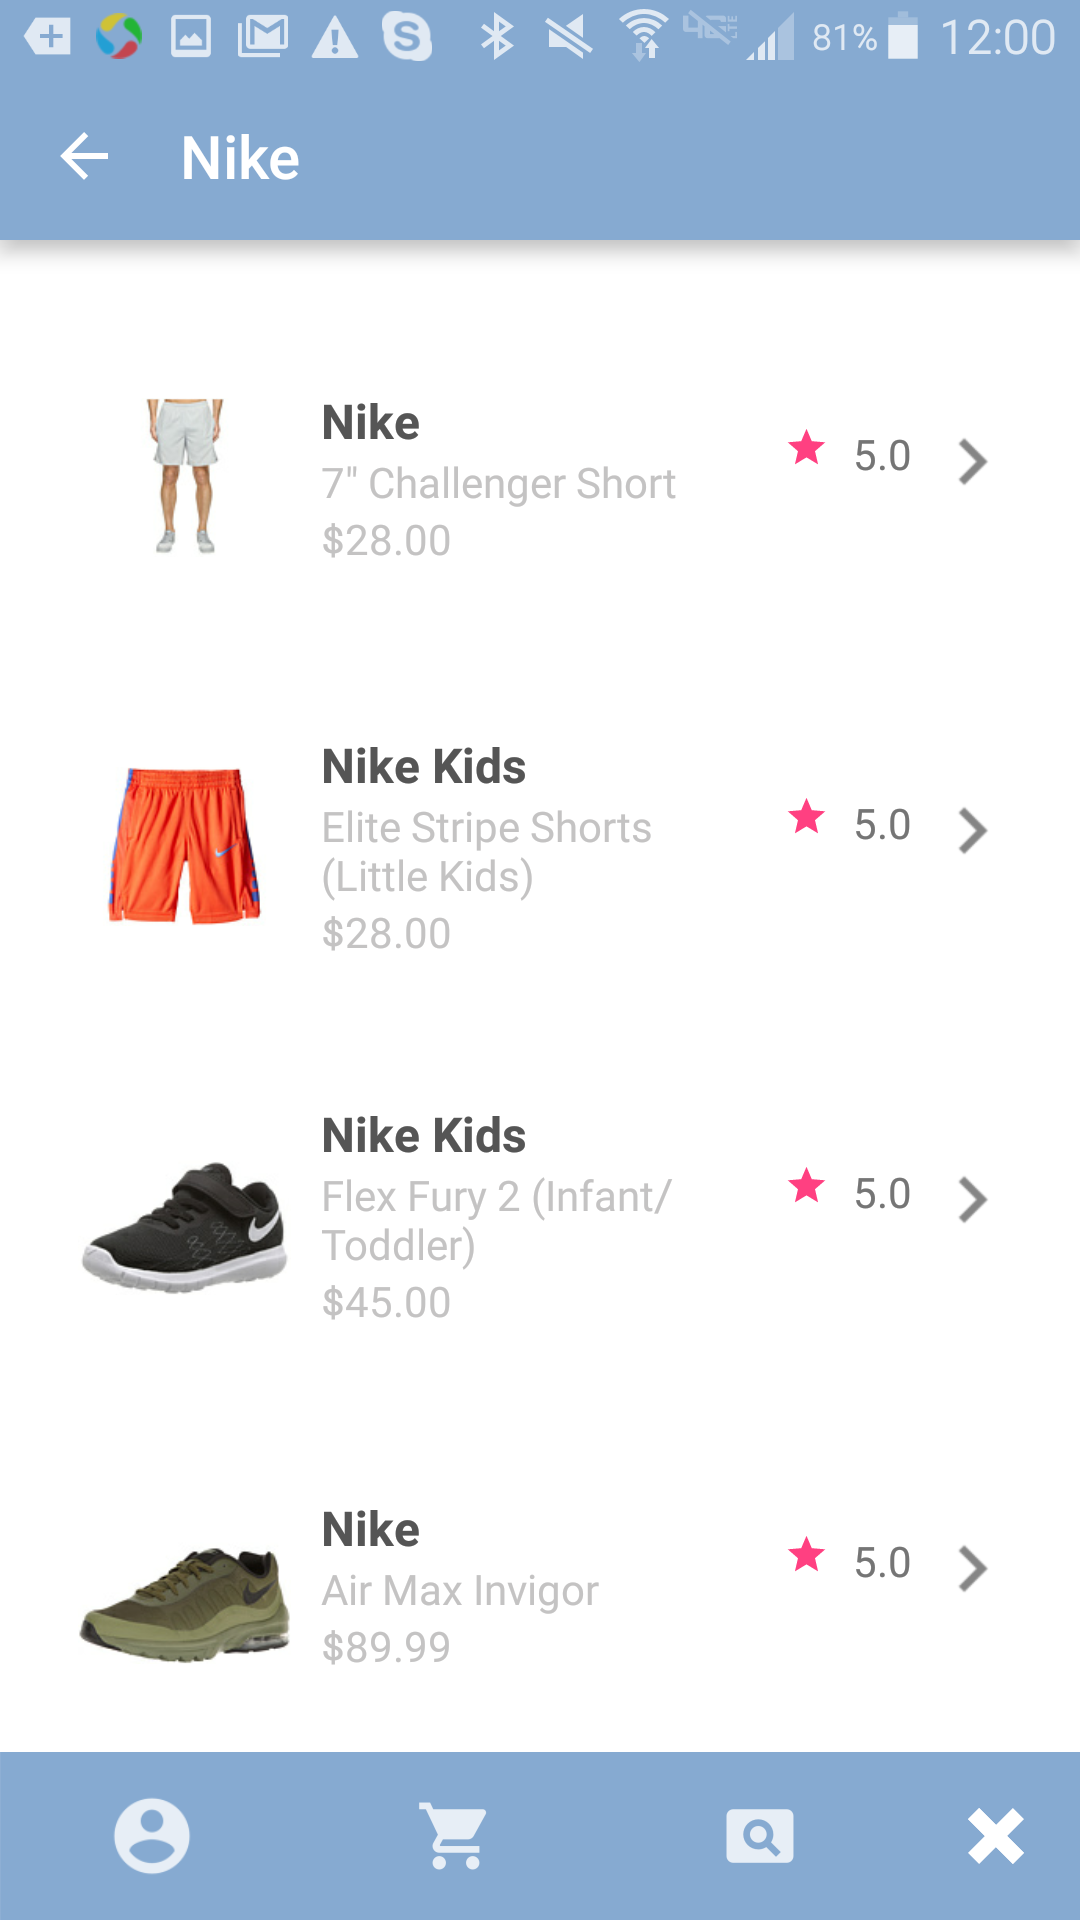 81% 12:00
Nike
Nike
7" Challenger Short
$28.00
5.0
Nike Kids
Elite Stripe Shorts
(Little Kids)
$28.00
5.0
Nike Kids
Flex Fury 2 (Infant/
Toddler)
$45.00
5.0
Nike
Air Max Invigor
$89.99
5.0